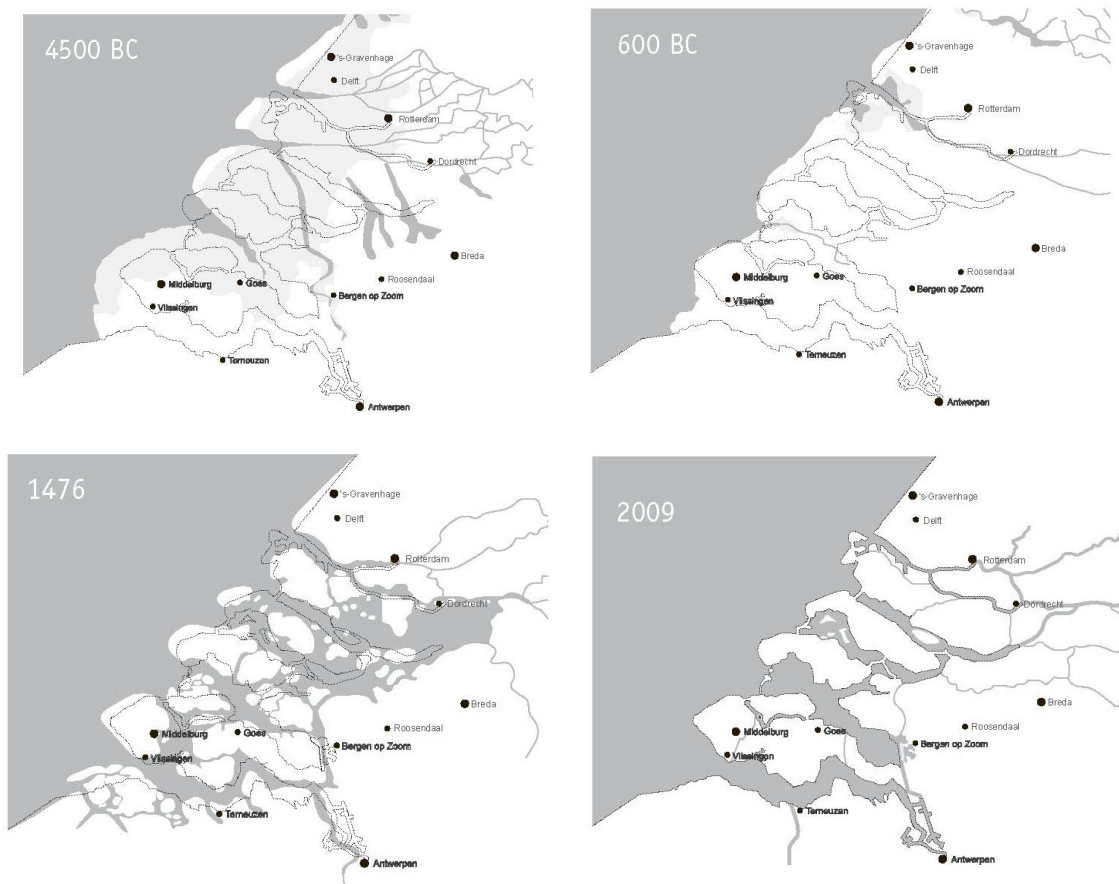 4500 BC
's-Gravenhage
Delft
Rotterdam
Dordrecht
Breda
Roosendaal
Middelburg
Goes
Bergen op Zoom
Vlissingen
Terneuzen
Antwerpen
600 BC
's-Gravenhage
Delft
Rotterdam
Dordrecht
Breda
Roosendaal
Middelburg
Goes
Bergen op Zoom
Vlissingen
Terneuzen
Antwerpen
1476
's-Gravenhage
Delft
Rotterdam
Dordrecht
Breda
Roosendaal
Middelburg
Goes
Bergen op Zoom
Vlissingen
Terneuzen
Antwerpen
2009
's-Gravenhage
Delft
Rotterdam
Dordrecht
Breda
Roosendaal
Middelburg
Goes
Bergen op Zoom
Vlissingen
Terneuzen
Antwerpen